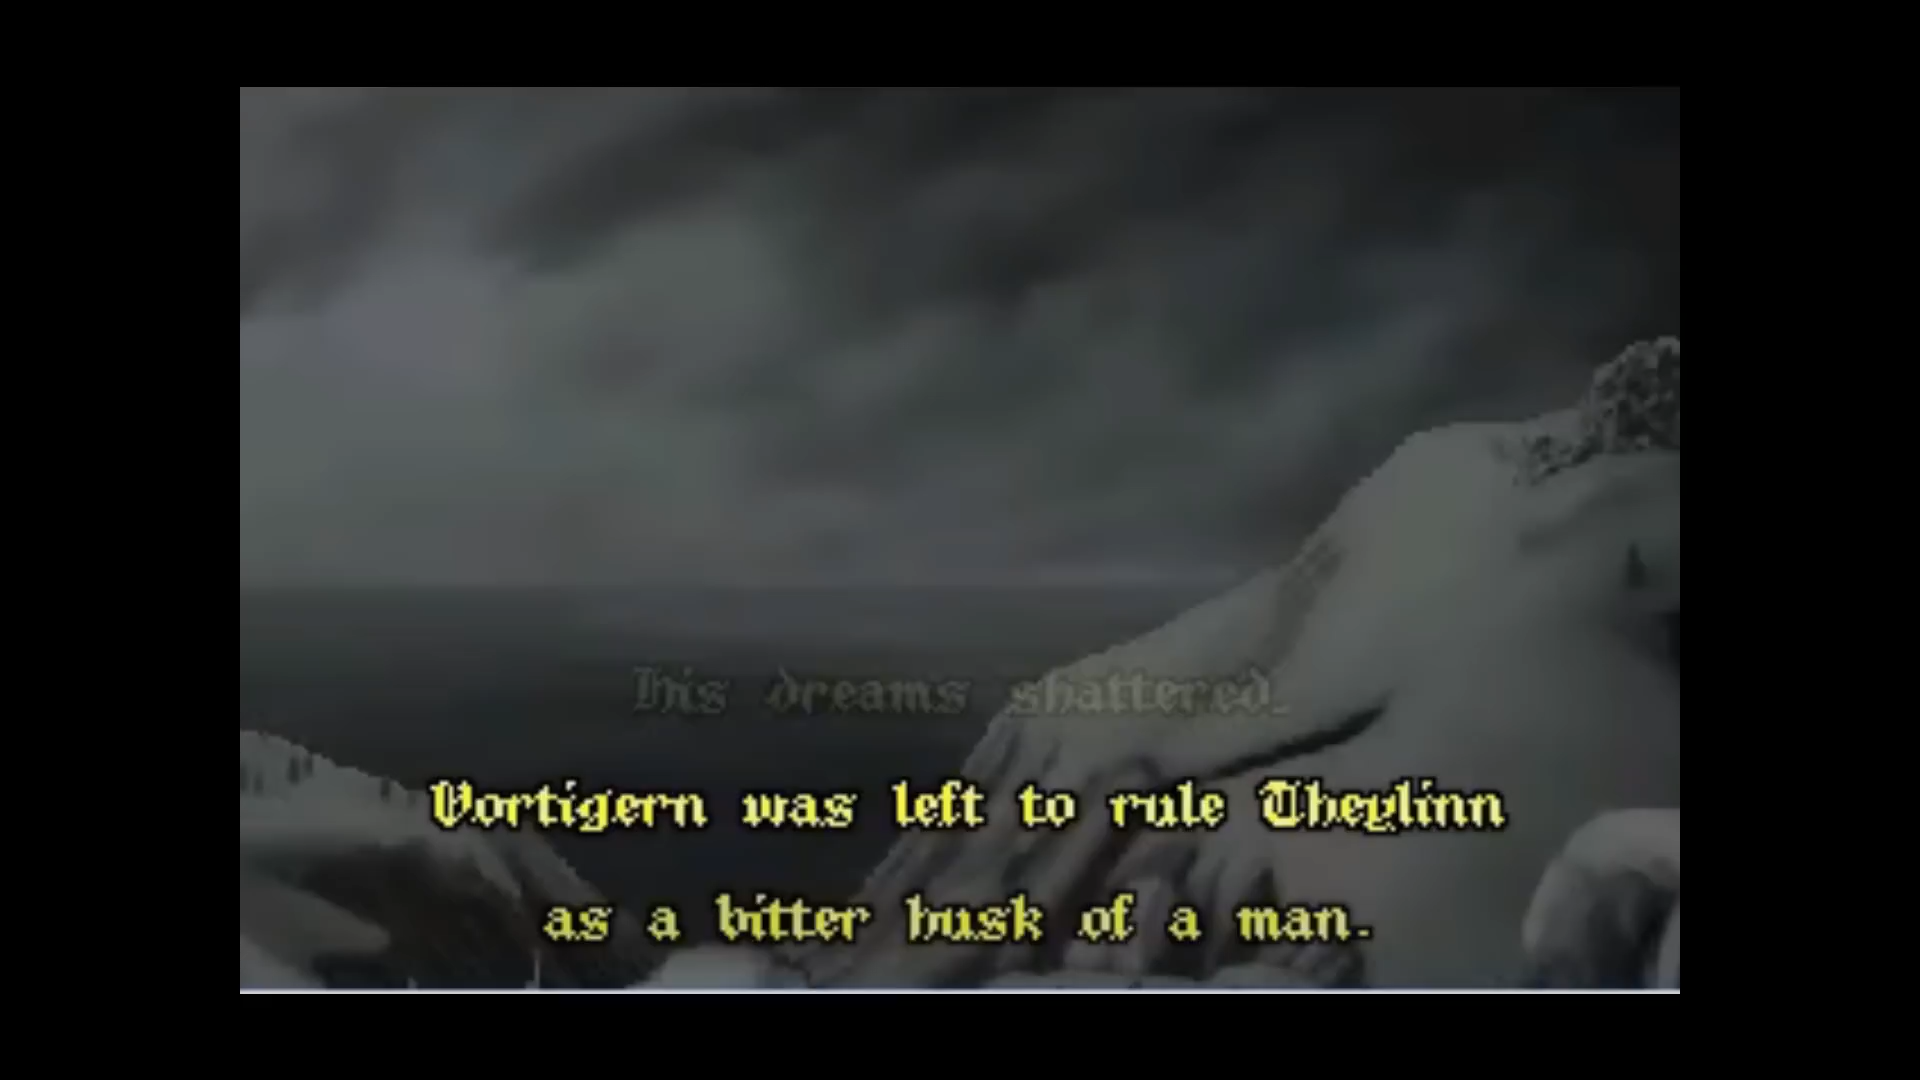 His dreams shattered.
Vortigern was left to rule Theylinn
as a bitter husk of a man.